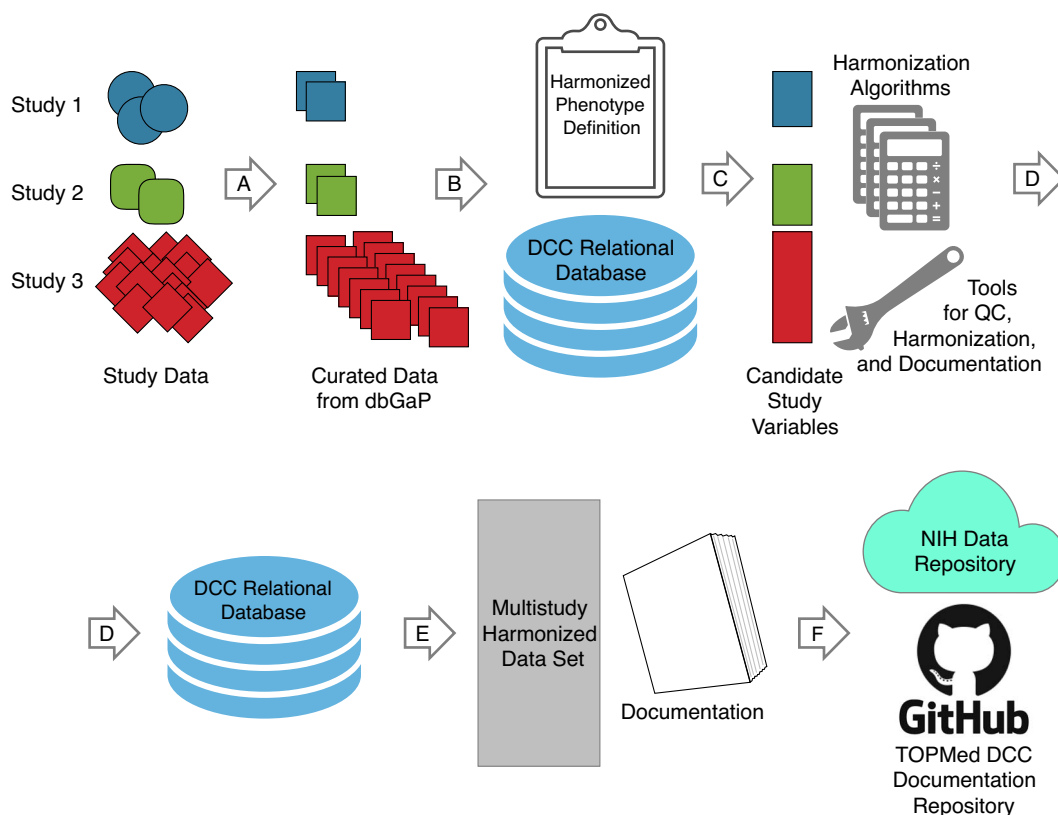 Study 1
Study 2
Study 3
Study Data
A
Curated Data
from dbGaP
B
Harmonized
Phenotype
Definition
DCC Relational
Database
C
Candidate
Study
Variables
Harmonization
Algorithms
÷
×
−
+
=
Tools
for QC,
Harmonization,
and Documentation
D
D
DCC Relational
Database
E
Multistudy
Harmonized
Data Set
Documentation
F
NIH Data
Repository
GitHub
TOPMed DCC
Documentation
Repository